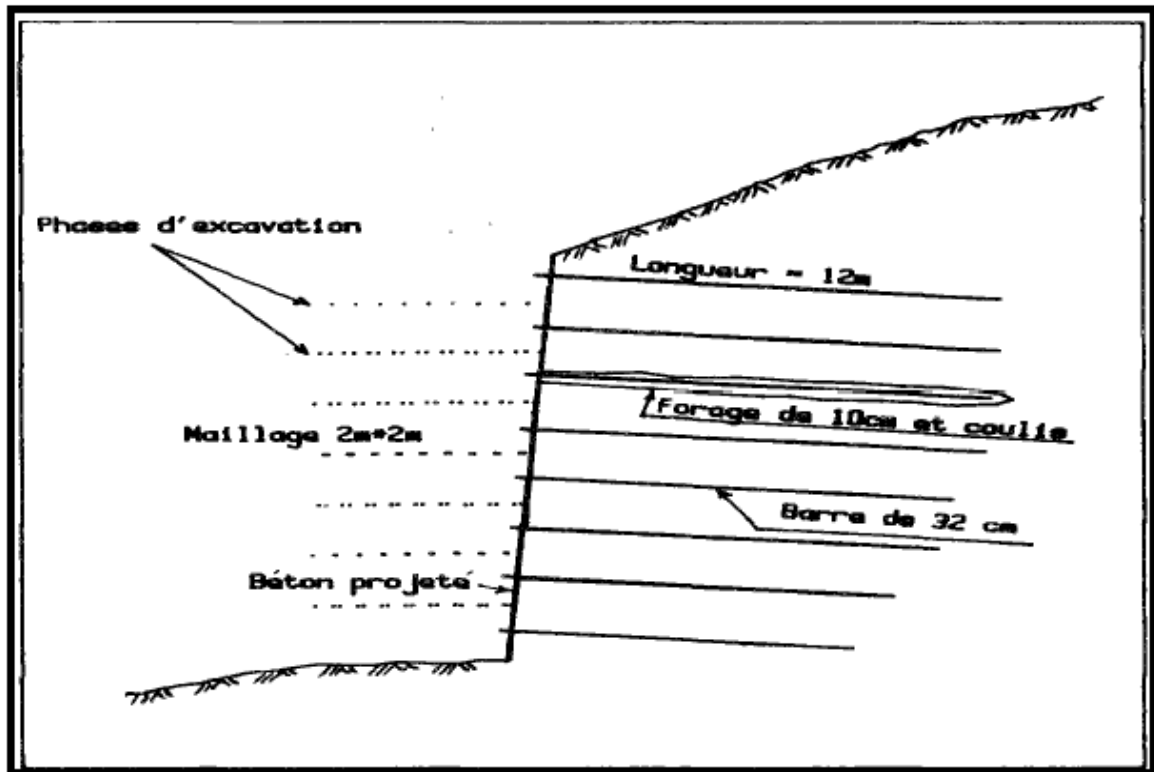 Phases d'excavation
Longueur ≈ 12m
Forage de 10cm et coulis
Maillage 2m*2m
Barre de 32 cm
Béton projeté